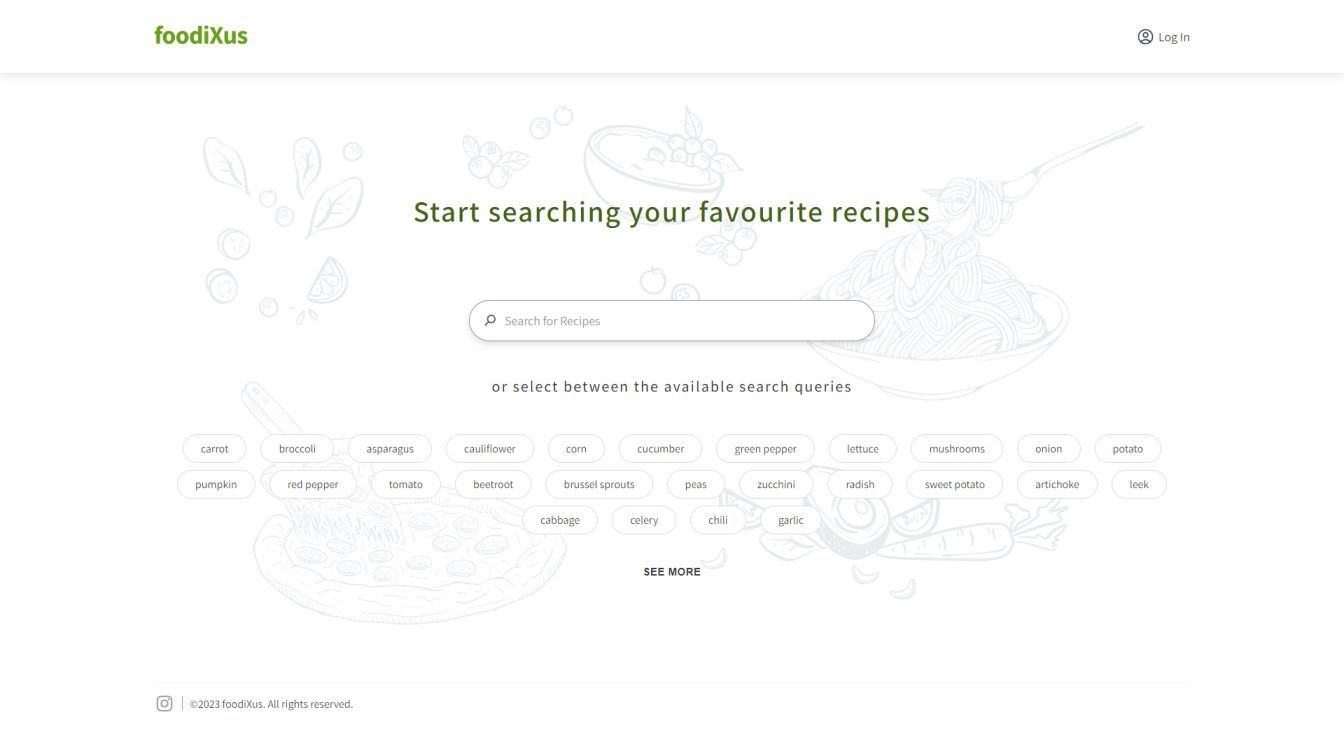 foodiXus
Log In
Start searching your favourite recipes
Search for Recipes
or select between the available search queries
carrot broccoli asparagus cauliflower corn cucumber green pepper lettuce mushrooms onion potato
pumpkin red pepper tomato beetroot brussel sprouts peas zucchini radish sweet potato artichoke leek
cabbage celery chili garlic
SEE MORE
©2023 foodiXus. All rights reserved.